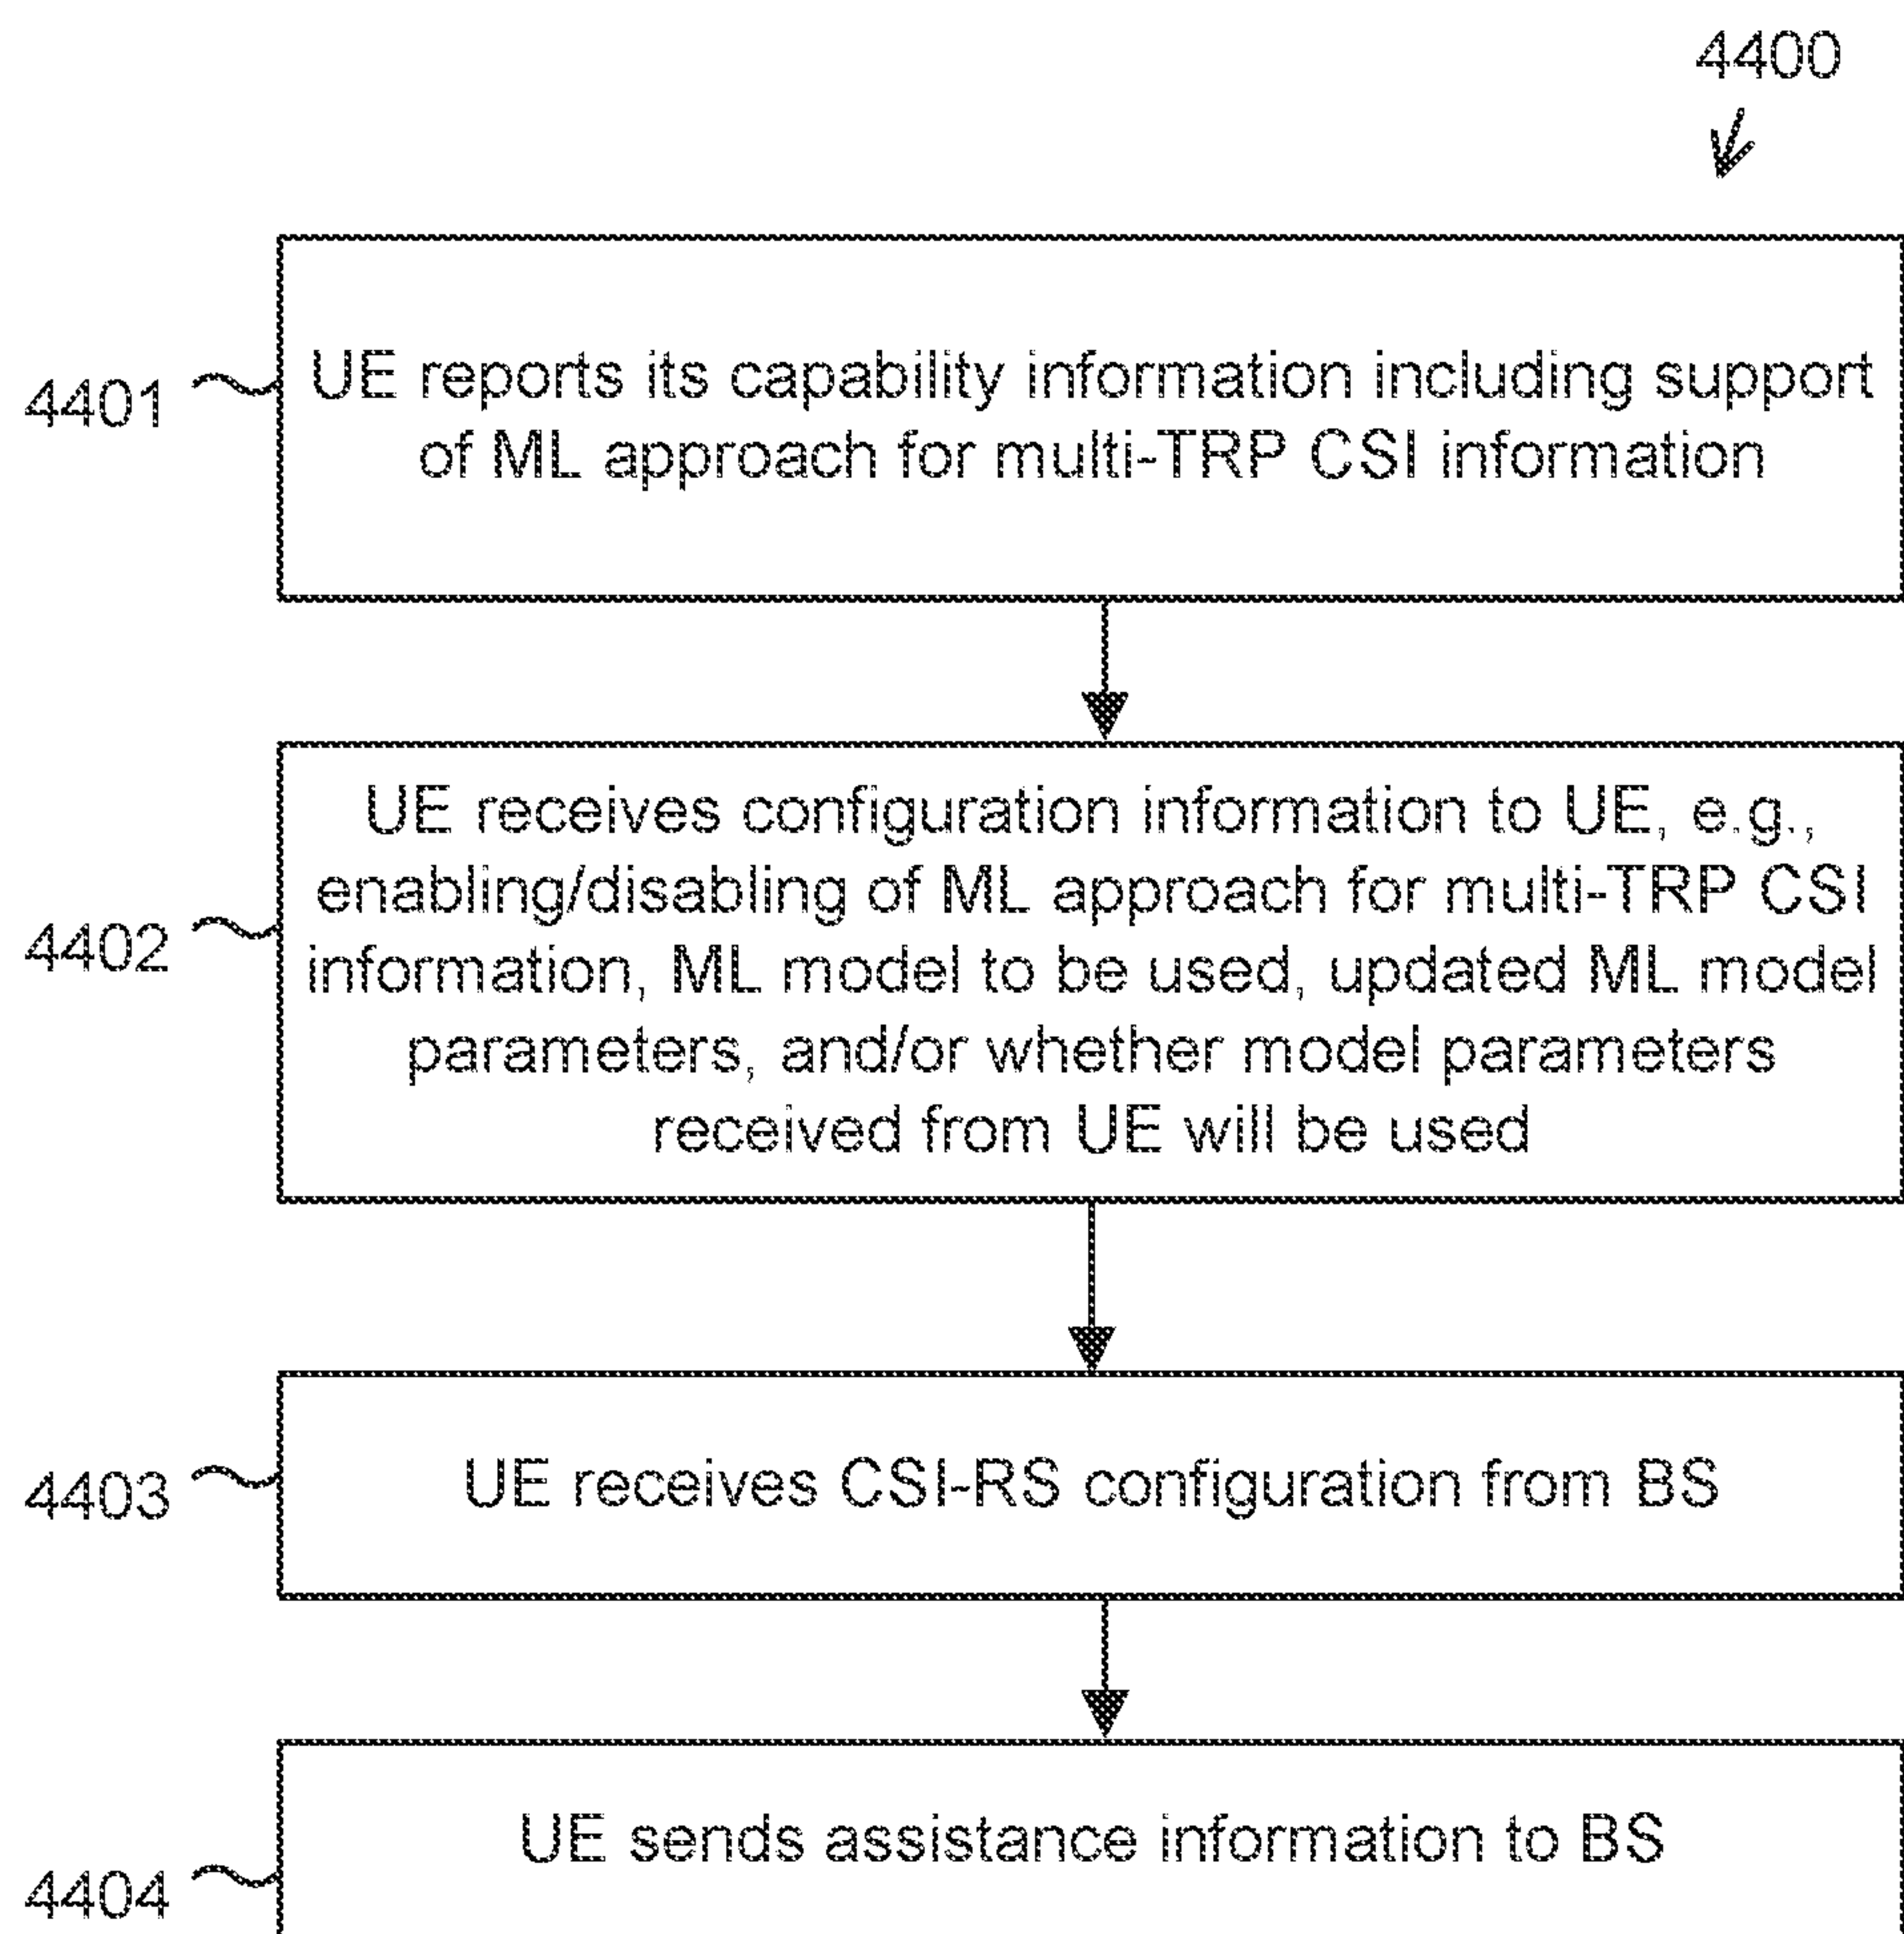 4400
4401
UE reports its capability information including support
of ML approach for multi-TRP CSI information
4402
UE receives configuration information to UE, e.g.,
enabling/disabling of ML approach for multi-TRP CSI
information, ML model to be used, updated ML model
parameters, and/or whether model parameters
received from UE will be used
4403
UE receives CSI-RS configuration from BS
4404
UE sends assistance information to BS